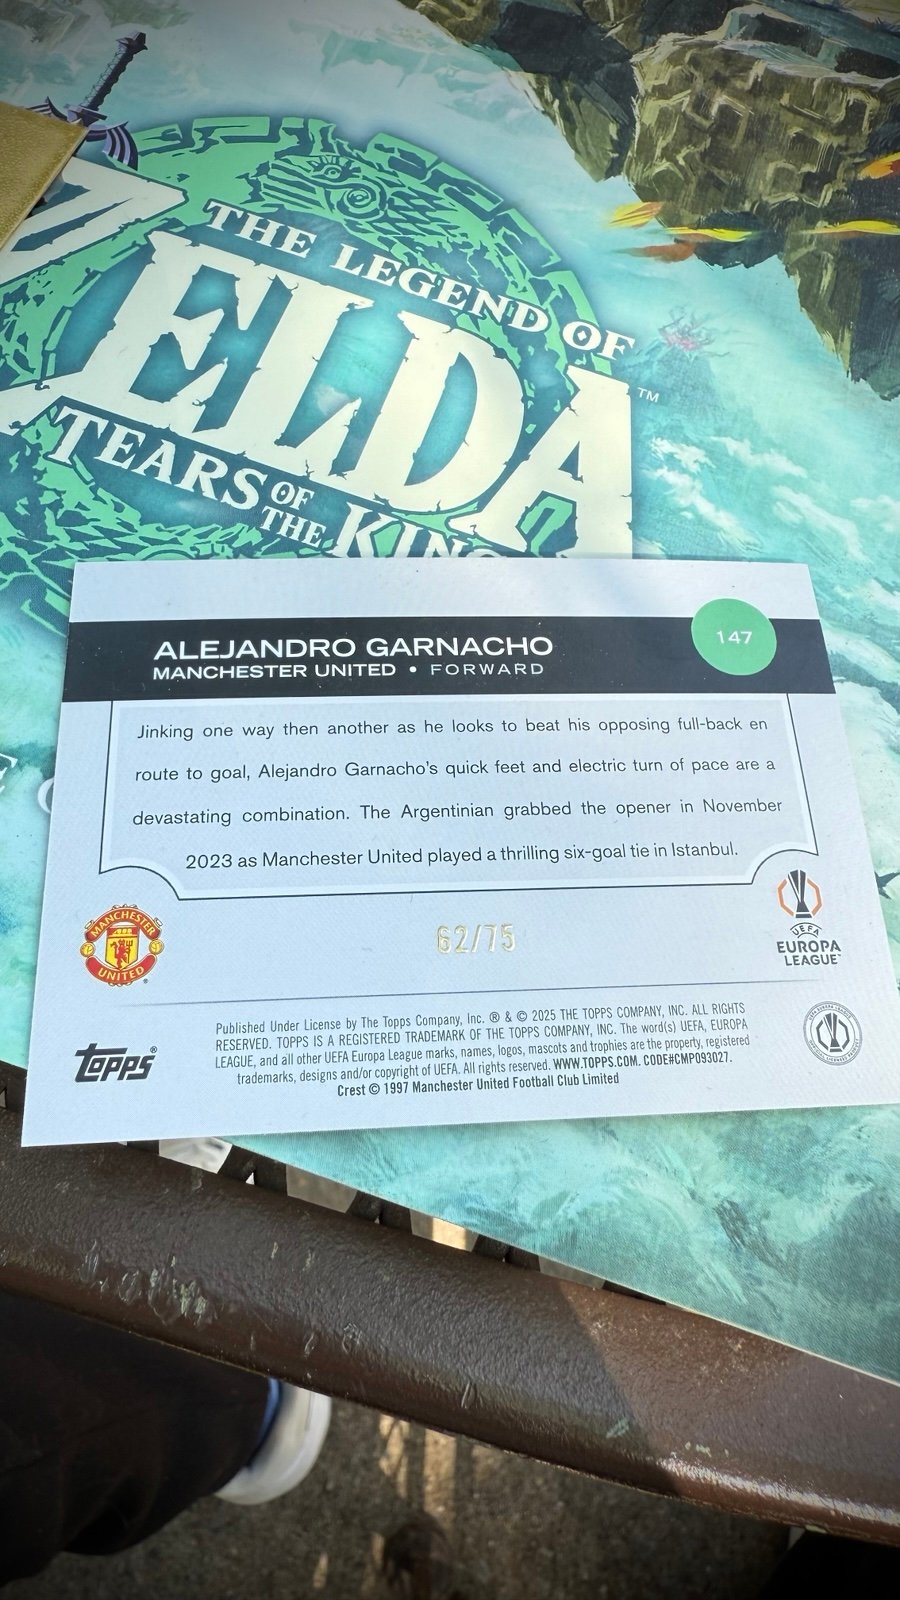 THE LEGEND OF
ZELDA™
TEARS OF THE
ALEJANDRO GARNACHO
147
MANCHESTER UNITED • FORWARD
Jinking one way then another as he looks to beat his opposing full-back en
route to goal, Alejandro Garnacho's quick feet and electric turn of pace are a
devastating combination. The Argentinian grabbed the opener in November
2023 as Manchester United played a thrilling six-goal tie in Istanbul.
MANCHESTER
UNITED
62/75
UEFA
EUROPA
LEAGUE™
topps®
Published Under License by The Topps Company, Inc. ® & © 2025 THE TOPPS COMPANY, INC. ALL RIGHTS
RESERVED. TOPPS IS A REGISTERED TRADEMARK OF THE TOPPS COMPANY, INC. The word(s) UEFA, EUROPA
LEAGUE, and all other UEFA Europa League marks, names, logos, mascots and trophies are the property, registered
trademarks, designs and/or copyright of UEFA. All rights reserved. WWW.TOPPS.COM. CODE#CMP093027.
Crest © 1997 Manchester United Football Club Limited